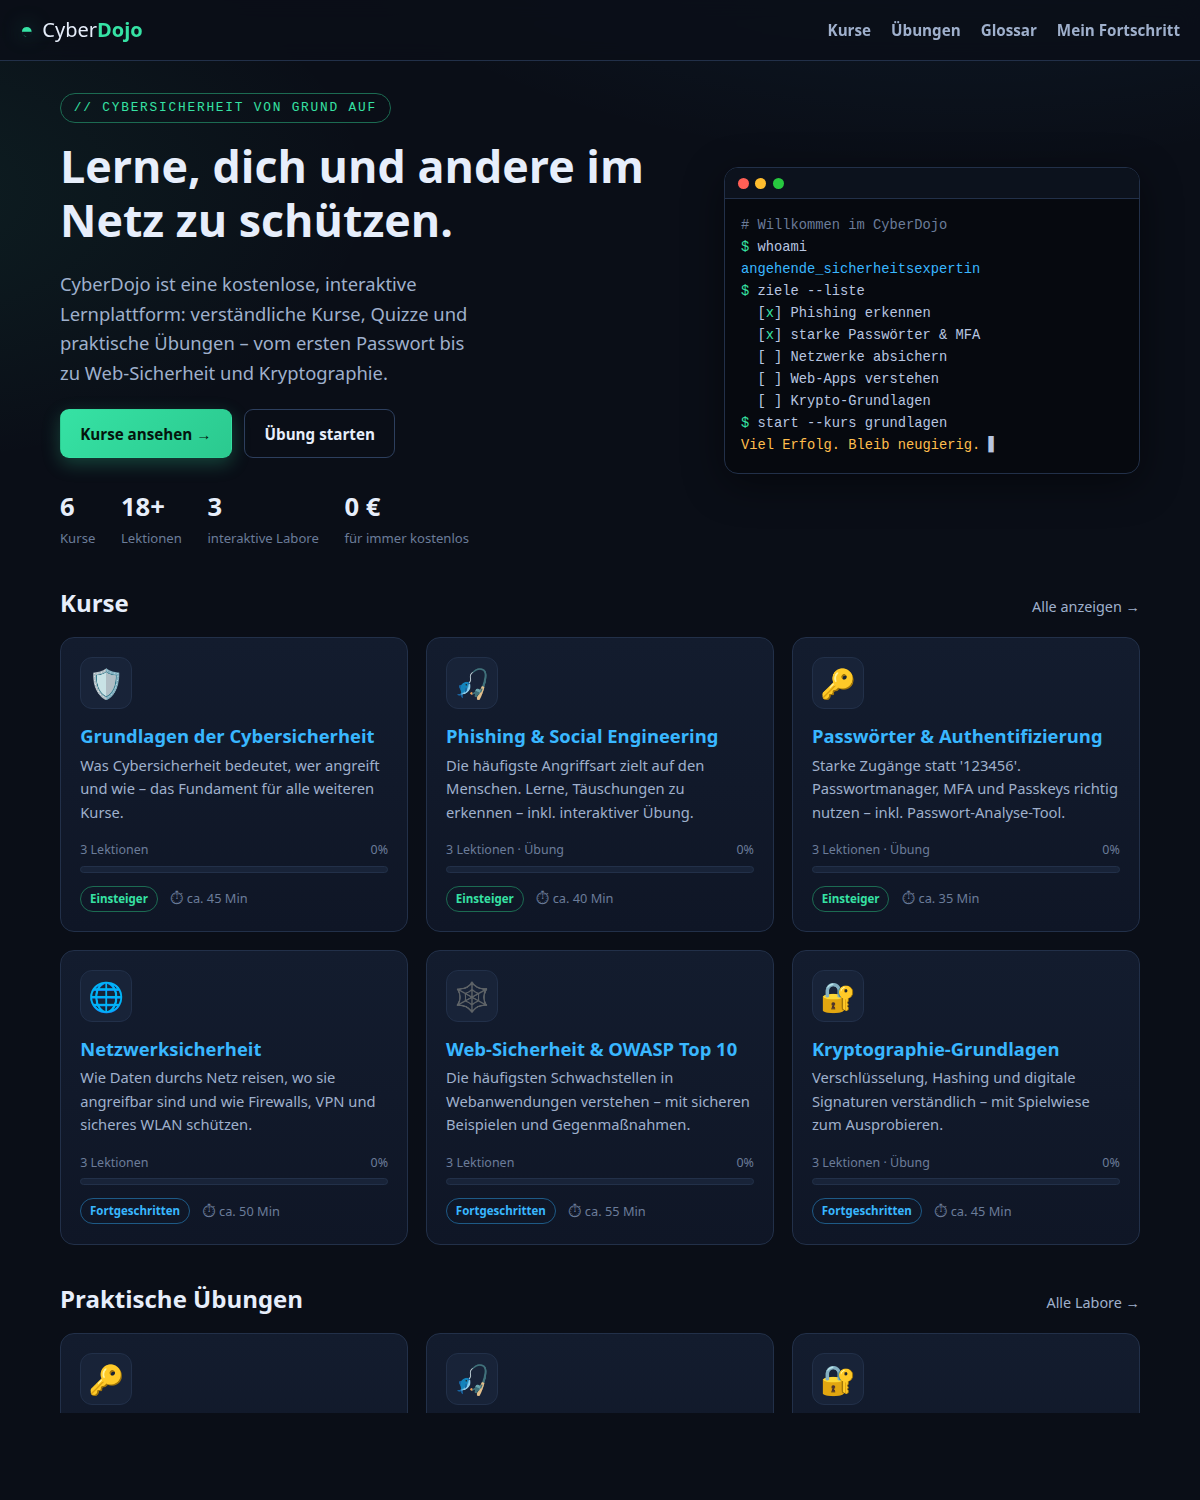 CyberDojo
Kurse Übungen Glossar Mein Fortschritt
// CYBERSICHERHEIT VON GRUND AUF
Lerne, dich und andere im
Netz zu schützen.
CyberDojo ist eine kostenlose, interaktive
Lernplattform: verständliche Kurse, Quizze und
praktische Übungen – vom ersten Passwort bis
zu Web-Sicherheit und Kryptographie.
Kurse ansehen →
Übung starten
6
Kurse
18+
Lektionen
3
interaktive Labore
0 €
für immer kostenlos
# Willkommen im CyberDojo
$ whoami
angehende_sicherheitsexpertin
$ ziele --liste
[x] Phishing erkennen
[x] starke Passwörter & MFA
[ ] Netzwerke absichern
[ ] Web-Apps verstehen
[ ] Krypto-Grundlagen
$ start --kurs grundlagen
Viel Erfolg. Bleib neugierig.
Kurse
Alle anzeigen →
Grundlagen der Cybersicherheit
Was Cybersicherheit bedeutet, wer angreift
und wie – das Fundament für alle weiteren
Kurse.
3 Lektionen 0%
Einsteiger ⏱ ca. 45 Min
Phishing & Social Engineering
Die häufigste Angriffsart zielt auf den
Menschen. Lerne, Täuschungen zu
erkennen – inkl. interaktiver Übung.
3 Lektionen · Übung 0%
Einsteiger ⏱ ca. 40 Min
Passwörter & Authentifizierung
Starke Zugänge statt '123456'.
Passwortmanager, MFA und Passkeys richtig
nutzen – inkl. Passwort-Analyse-Tool.
3 Lektionen · Übung 0%
Einsteiger ⏱ ca. 35 Min
Netzwerksicherheit
Wie Daten durchs Netz reisen, wo sie
angreifbar sind und wie Firewalls, VPN und
sicheres WLAN schützen.
3 Lektionen 0%
Fortgeschritten ⏱ ca. 50 Min
Web-Sicherheit & OWASP Top 10
Die häufigsten Schwachstellen in
Webanwendungen verstehen – mit sicheren
Beispielen und Gegenmaßnahmen.
3 Lektionen 0%
Fortgeschritten ⏱ ca. 55 Min
Kryptographie-Grundlagen
Verschlüsselung, Hashing und digitale
Signaturen verständlich – mit Spielwiese
zum Ausprobieren.
3 Lektionen · Übung 0%
Fortgeschritten ⏱ ca. 45 Min
Praktische Übungen
Alle Labore →